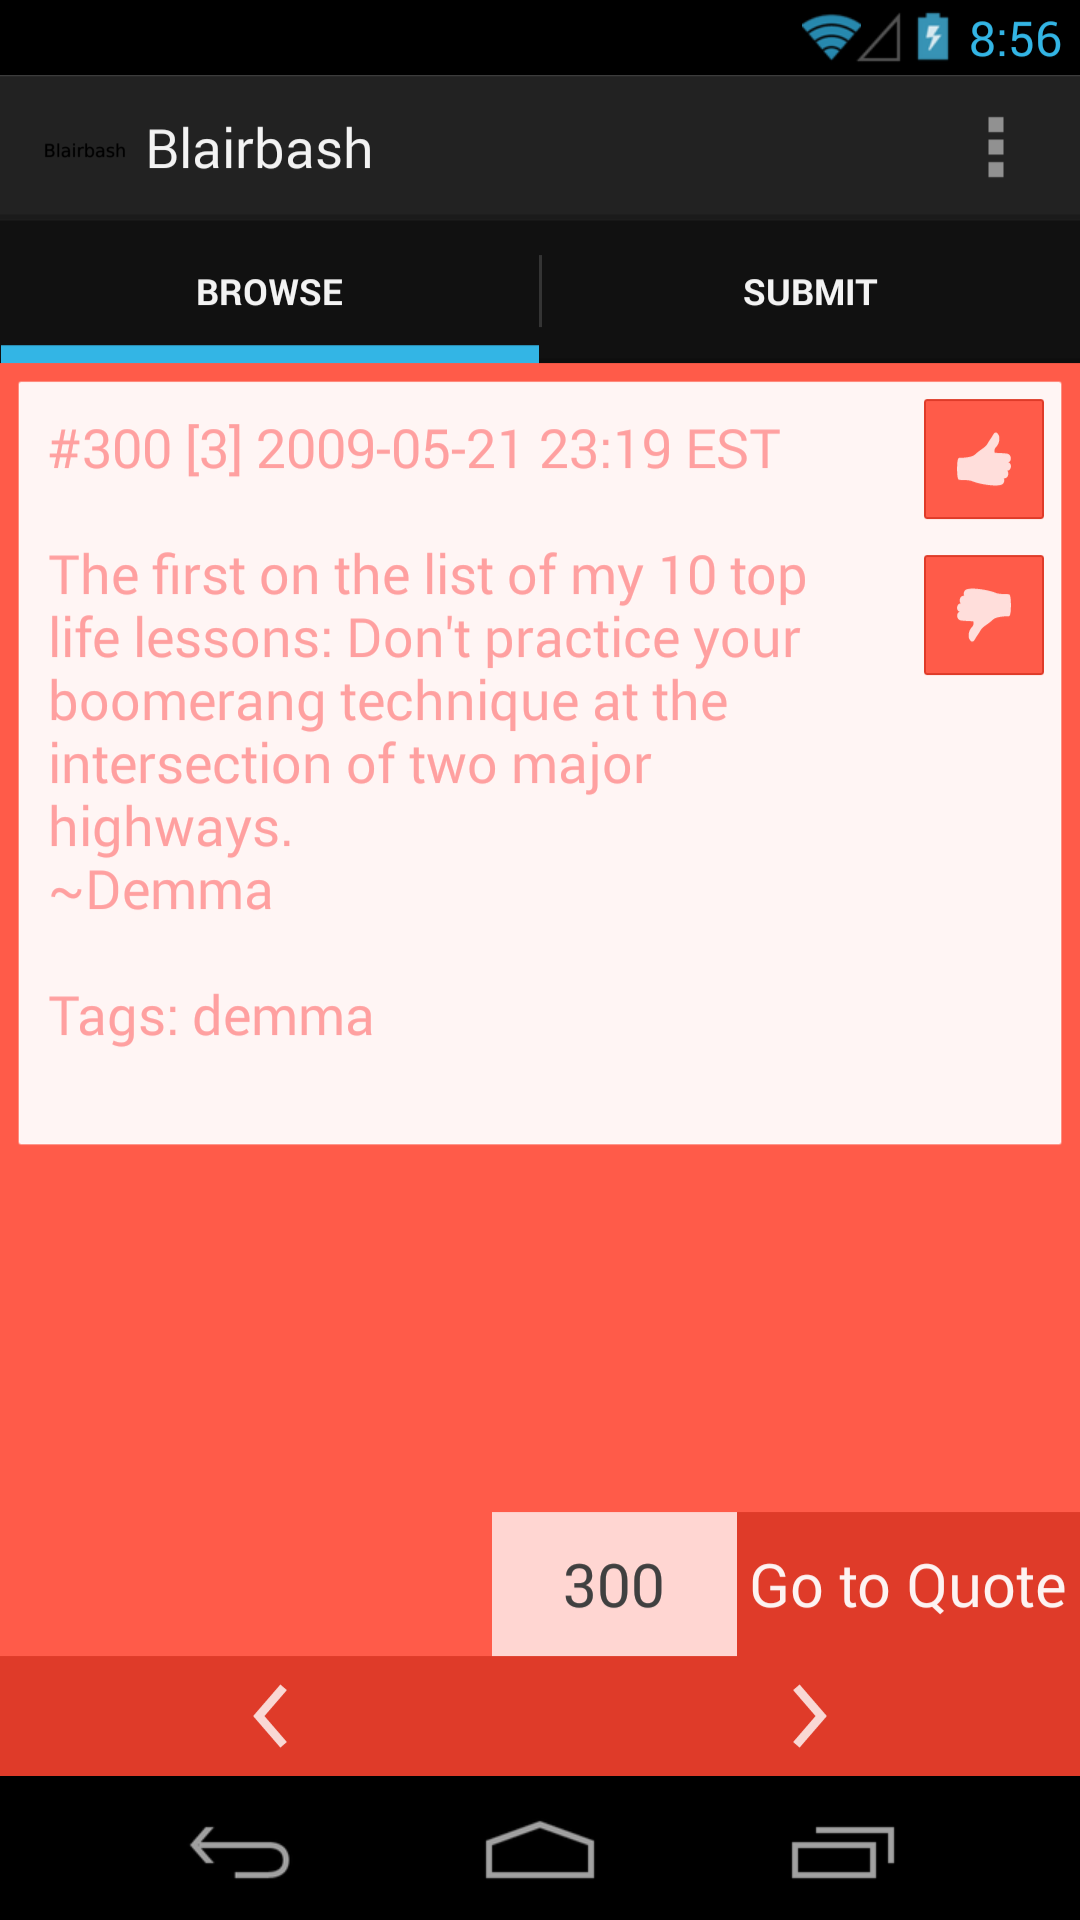 8:56
Blairbash Blairbash
BROWSE SUBMIT
#300 [3] 2009-05-21 23:19 EST
The first on the list of my 10 top
life lessons: Don't practice your
boomerang technique at the
intersection of two major
highways.
~Demma
Tags: demma
300 Go to Quote